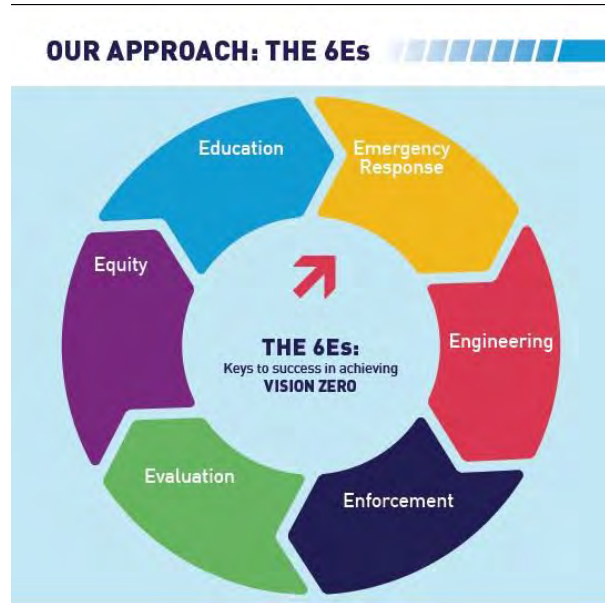 OUR APPROACH: THE 6Es
Education
Emergency
Response
Equity
Engineering
THE 6Es:
Keys to success in achieving
VISION ZERO
Evaluation
Enforcement